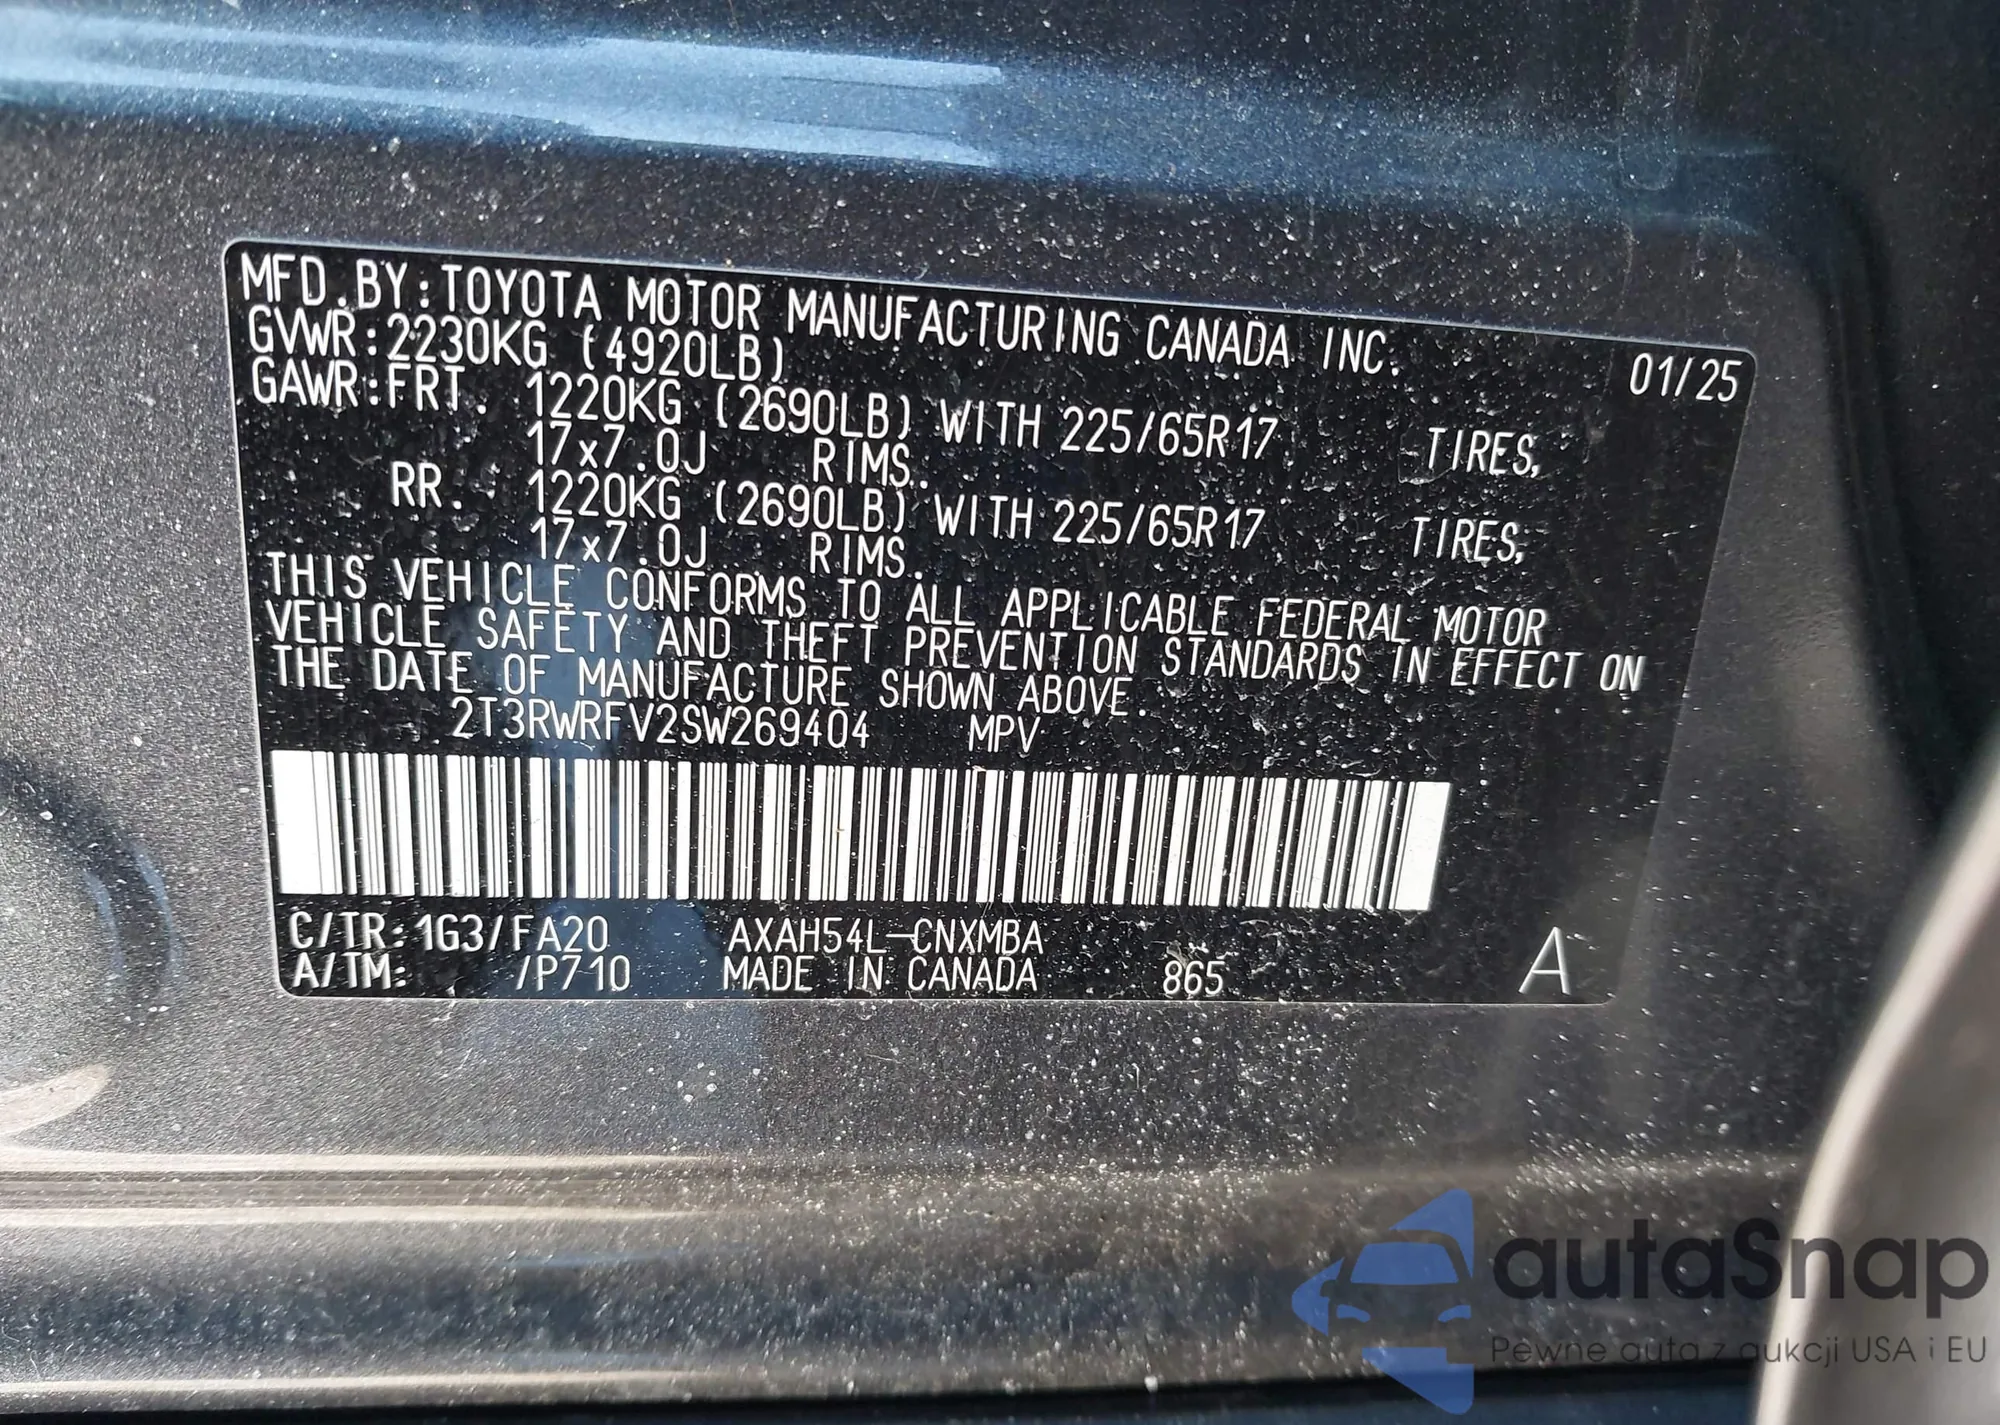 MFD.BY:TOYOTA MOTOR MANUFACTURING CANADA INC. 01/25
GVWR:2230KG (4920LB)
GAWR:FRT. 1220KG (2690LB) WITH 225/65R17 TIRES,
17x7.0J RIMS.
RR. 1220KG (2690LB) WITH 225/65R17 TIRES,
17x7.0J RIMS.
THIS VEHICLE CONFORMS TO ALL APPLICABLE FEDERAL MOTOR
VEHICLE SAFETY AND THEFT PREVENTION STANDARDS IN EFFECT ON
THE DATE OF MANUFACTURE SHOWN ABOVE.
2T3RWRFV2SW269404 MPV
C/TR:1G3/FA20 AXAH54L-CNXMBA
A/TM: /P710 MADE IN CANADA 865 A
autaSnap
Pewne auta z aukcji USA i EU